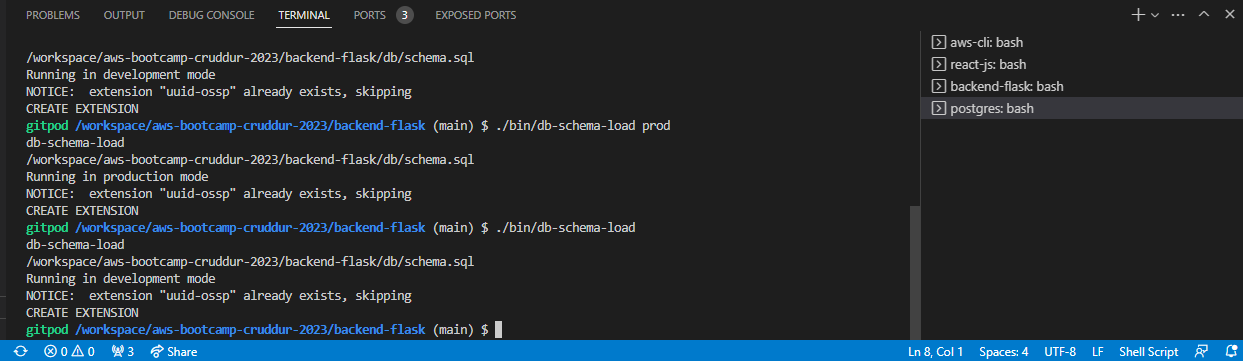 PROBLEMS OUTPUT DEBUG CONSOLE TERMINAL PORTS 3 EXPOSED PORTS
/workspace/aws-bootcamp-cruddur-2023/backend-flask/db/schema.sql
Running in development mode
NOTICE:  extension "uuid-ossp" already exists, skipping
CREATE EXTENSION
gitpod /workspace/aws-bootcamp-cruddur-2023/backend-flask (main) $ ./bin/db-schema-load prod
db-schema-load
/workspace/aws-bootcamp-cruddur-2023/backend-flask/db/schema.sql
Running in production mode
NOTICE:  extension "uuid-ossp" already exists, skipping
CREATE EXTENSION
gitpod /workspace/aws-bootcamp-cruddur-2023/backend-flask (main) $ ./bin/db-schema-load
db-schema-load
/workspace/aws-bootcamp-cruddur-2023/backend-flask/db/schema.sql
Running in development mode
NOTICE:  extension "uuid-ossp" already exists, skipping
CREATE EXTENSION
gitpod /workspace/aws-bootcamp-cruddur-2023/backend-flask (main) $
aws-cli: bash
react-js: bash
backend-flask: bash
postgres: bash
0 0 3 Share Ln 8, Col 1 Spaces: 4 UTF-8 LF Shell Script